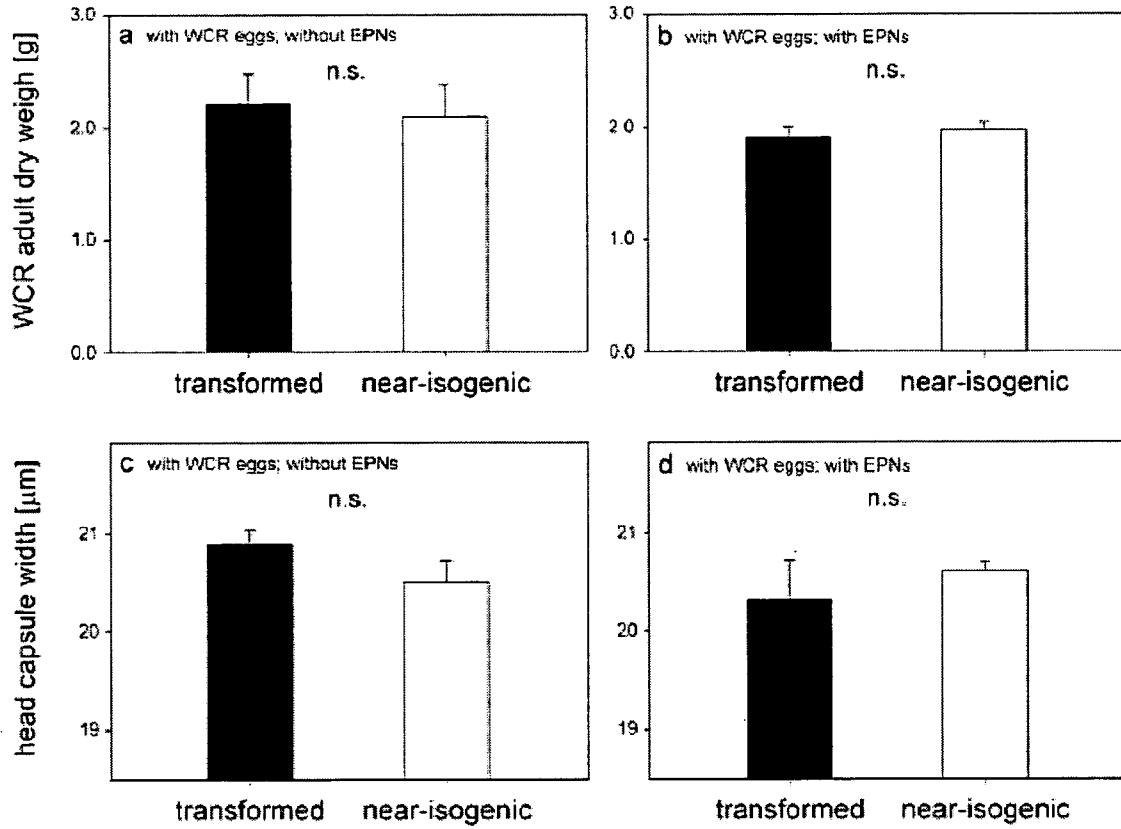 WCR adult dry weigh [g]
3.0
2.0
1.0
0.0
a with WCR eggs; without EPNs
n.s.
transformed near-isogenic
3.0
2.0
1.0
0.0
b with WCR eggs; with EPNs
n.s.
transformed near-isogenic
head capsule width [μm]
21
20
19
c with WCR eggs; without EPNs
n.s.
transformed near-isogenic
21
20
19
d with WCR eggs; with EPNs
n.s.
transformed near-isogenic